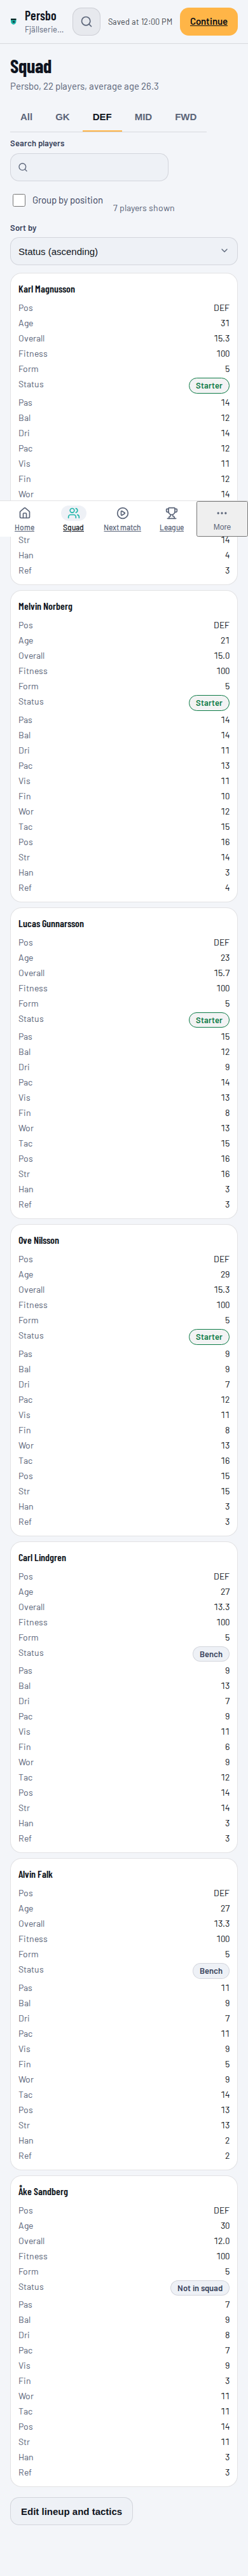 Persbo
Fjällserie...
Saved at 12:00 PM
Continue
Squad
Persbo, 22 players, average age 26.3
All GK DEF MID FWD
Search players
Group by position
7 players shown
Sort by
Status (ascending)
Karl Magnusson
Pos DEF
Age 31
Overall 15.3
Fitness 100
Form 5
Status Starter
Pas 14
Bal 12
Dri 14
Pac 12
Vis 11
Fin 12
Wor 14
Home Squad Next match League More
Str 14
Han 4
Ref 3
Melvin Norberg
Pos DEF
Age 21
Overall 15.0
Fitness 100
Form 5
Status Starter
Pas 14
Bal 14
Dri 11
Pac 13
Vis 11
Fin 10
Wor 12
Tac 15
Pos 16
Str 14
Han 3
Ref 4
Lucas Gunnarsson
Pos DEF
Age 23
Overall 15.7
Fitness 100
Form 5
Status Starter
Pas 15
Bal 12
Dri 9
Pac 14
Vis 13
Fin 8
Wor 13
Tac 15
Pos 16
Str 16
Han 3
Ref 3
Ove Nilsson
Pos DEF
Age 29
Overall 15.3
Fitness 100
Form 5
Status Starter
Pas 9
Bal 9
Dri 7
Pac 12
Vis 11
Fin 8
Wor 13
Tac 16
Pos 15
Str 15
Han 3
Ref 3
Carl Lindgren
Pos DEF
Age 27
Overall 13.3
Fitness 100
Form 5
Status Bench
Pas 9
Bal 13
Dri 7
Pac 9
Vis 11
Fin 6
Wor 9
Tac 12
Pos 14
Str 14
Han 3
Ref 3
Alvin Falk
Pos DEF
Age 27
Overall 13.3
Fitness 100
Form 5
Status Bench
Pas 11
Bal 9
Dri 7
Pac 11
Vis 9
Fin 5
Wor 9
Tac 14
Pos 13
Str 13
Han 2
Ref 2
Åke Sandberg
Pos DEF
Age 30
Overall 12.0
Fitness 100
Form 5
Status Not in squad
Pas 7
Bal 9
Dri 8
Pac 7
Vis 9
Fin 3
Wor 11
Tac 11
Pos 14
Str 11
Han 3
Ref 3
Edit lineup and tactics